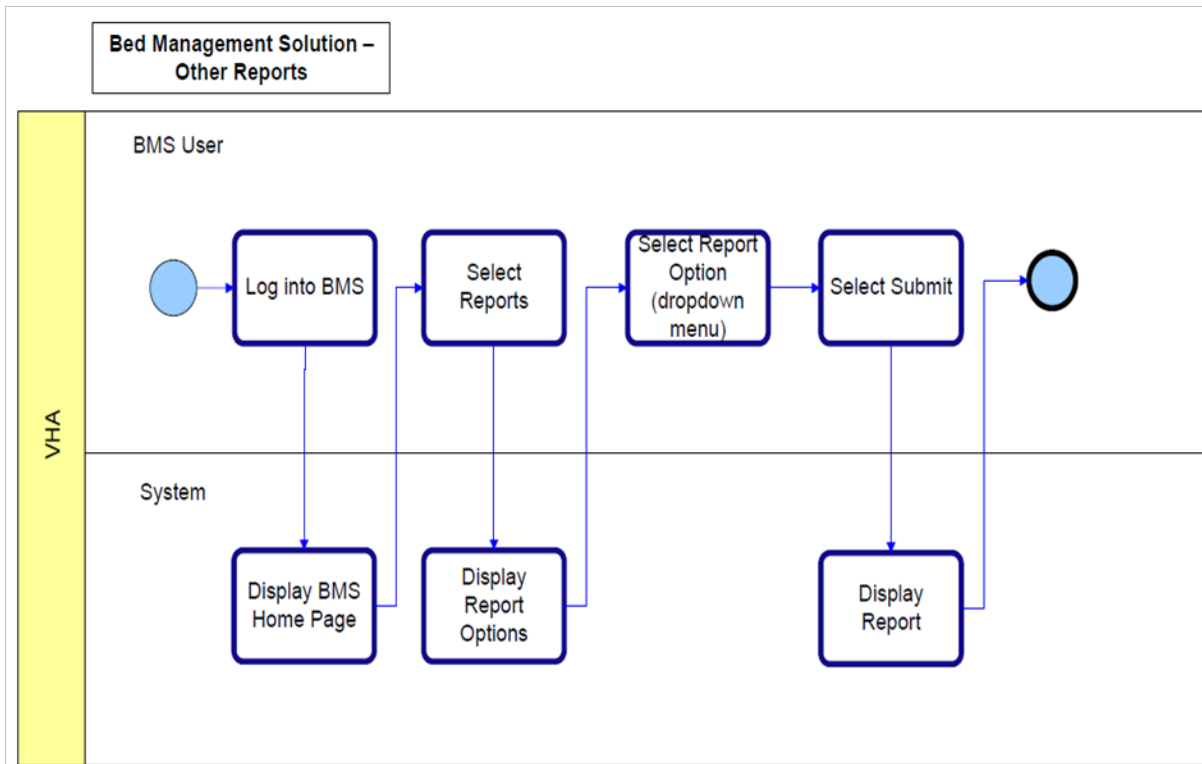 Bed Management Solution –
Other Reports
VHA
BMS User
Log into BMS
Select
Reports
Select Report
Option
(dropdown
menu)
Select Submit
System
Display BMS
Home Page
Display
Report
Options
Display
Report